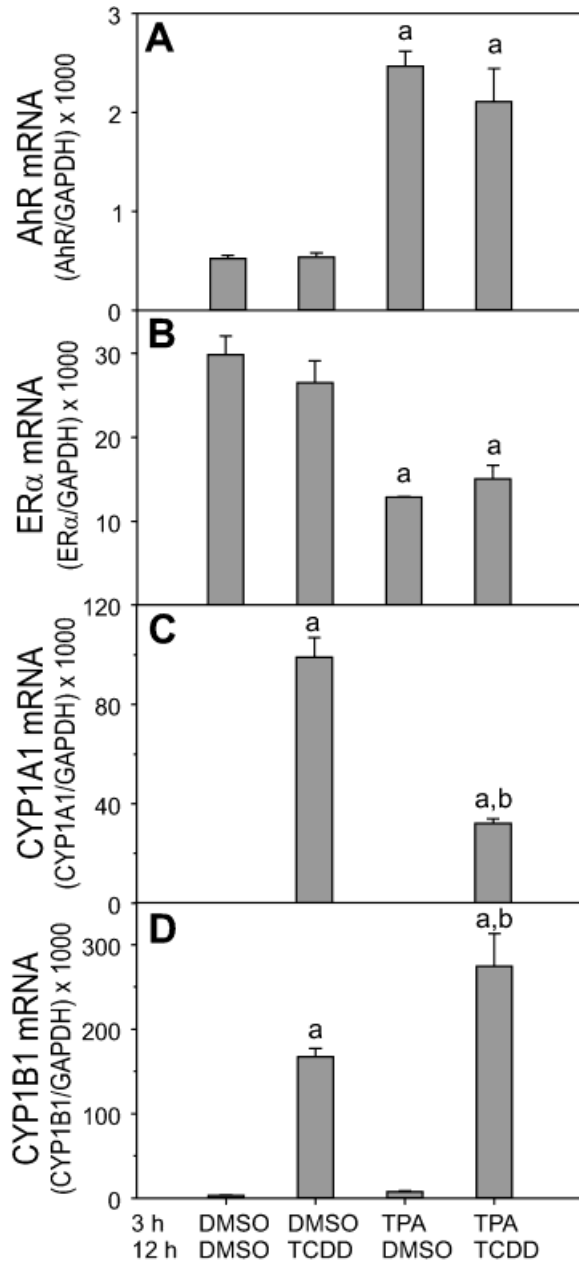 A
AhR mRNA
(AhR/GAPDH) x 1000
3
2
1
0
a
a
B
ERα mRNA
(ERα/GAPDH) x 1000
30
20
10
a
a
C
CYP1A1 mRNA
(CYP1A1/GAPDH) x 1000
120
80
40
0
a
a,b
D
CYP1B1 mRNA
(CYP1B1/GAPDH) x 1000
300
200
100
0
a
a,b
3 h DMSO DMSO TPA TPA
12 h DMSO TCDD DMSO TCDD